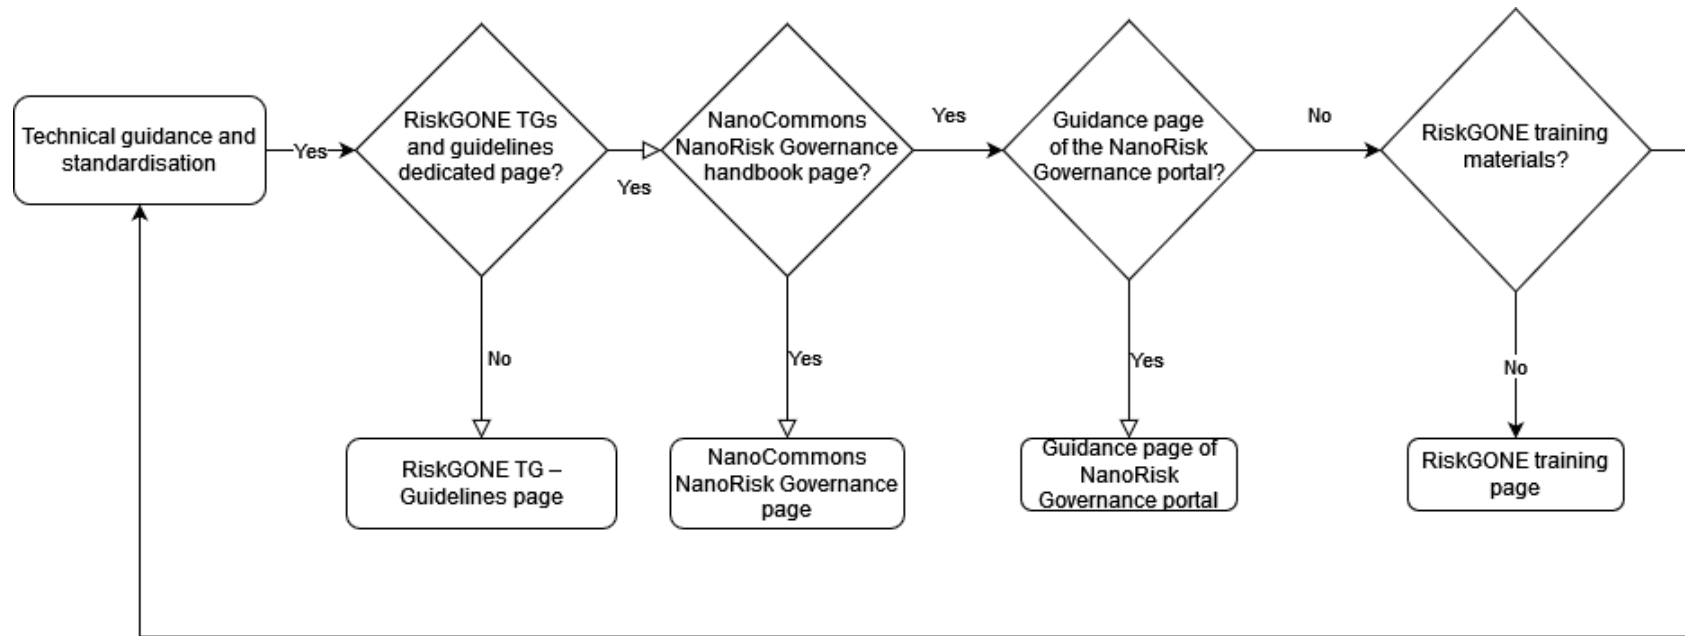 Technical guidance and
standardisation
Yes
RiskGONE TGs
and guidelines
dedicated page?
Yes
NanoCommons
NanoRisk Governance
handbook page?
Yes
Guidance page
of the NanoRisk
Governance portal?
No
RiskGONE training
materials?
No
Yes
Yes
No
RiskGONE TG –
Guidelines page
NanoCommons
NanoRisk Governance
page
Guidance page of
NanoRisk
Governance portal
RiskGONE training
page